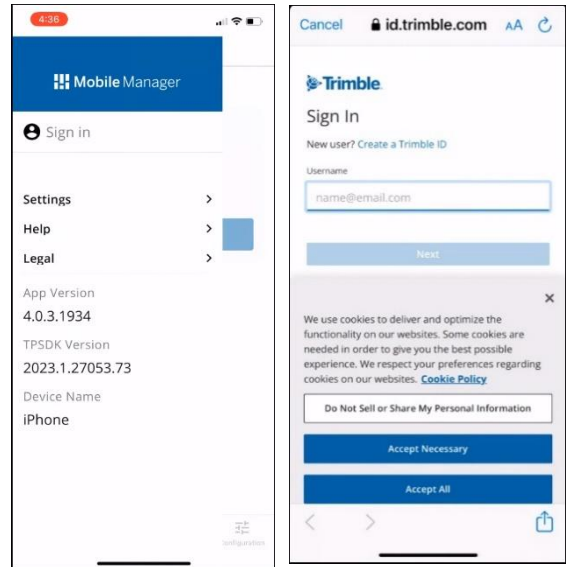 4:36
Mobile Manager
Sign in
Settings
Help
Legal
App Version
4.0.3.1934
TPSDK Version
2023.1.27053.73
Device Name
iPhone
onfiguration
Cancel
id.trimble.com
AA
Trimble
Sign In
New user? Create a Trimble ID
Username
name@email.com
Next
We use cookies to deliver and optimize the
functionality on our websites. Some cookies are
needed in order to give you the best possible
experience. We respect your preferences regarding
cookies on our websites. Cookie Policy
Do Not Sell or Share My Personal Information
Accept Necessary
Accept All